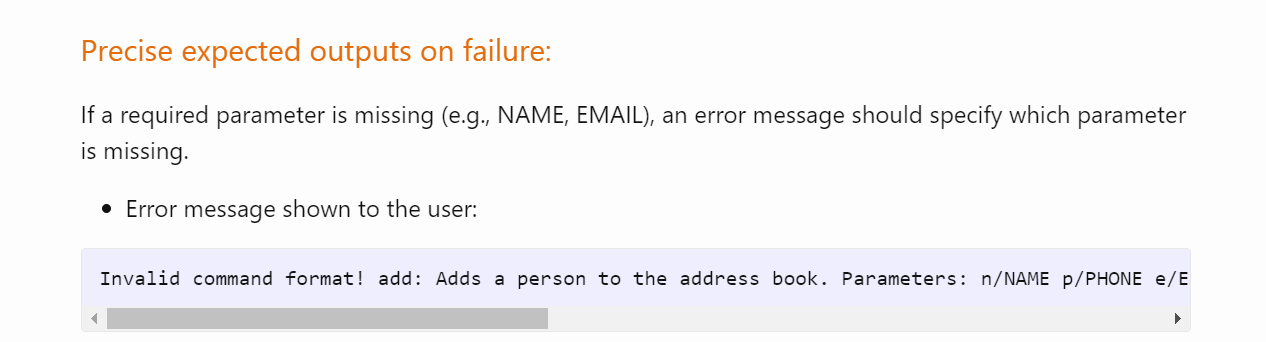 Precise expected outputs on failure:
If a required parameter is missing (e.g., NAME, EMAIL), an error message should specify which parameter
is missing.
• Error message shown to the user:
Invalid command format! add: Adds a person to the address book. Parameters: n/NAME p/PHONE e/E